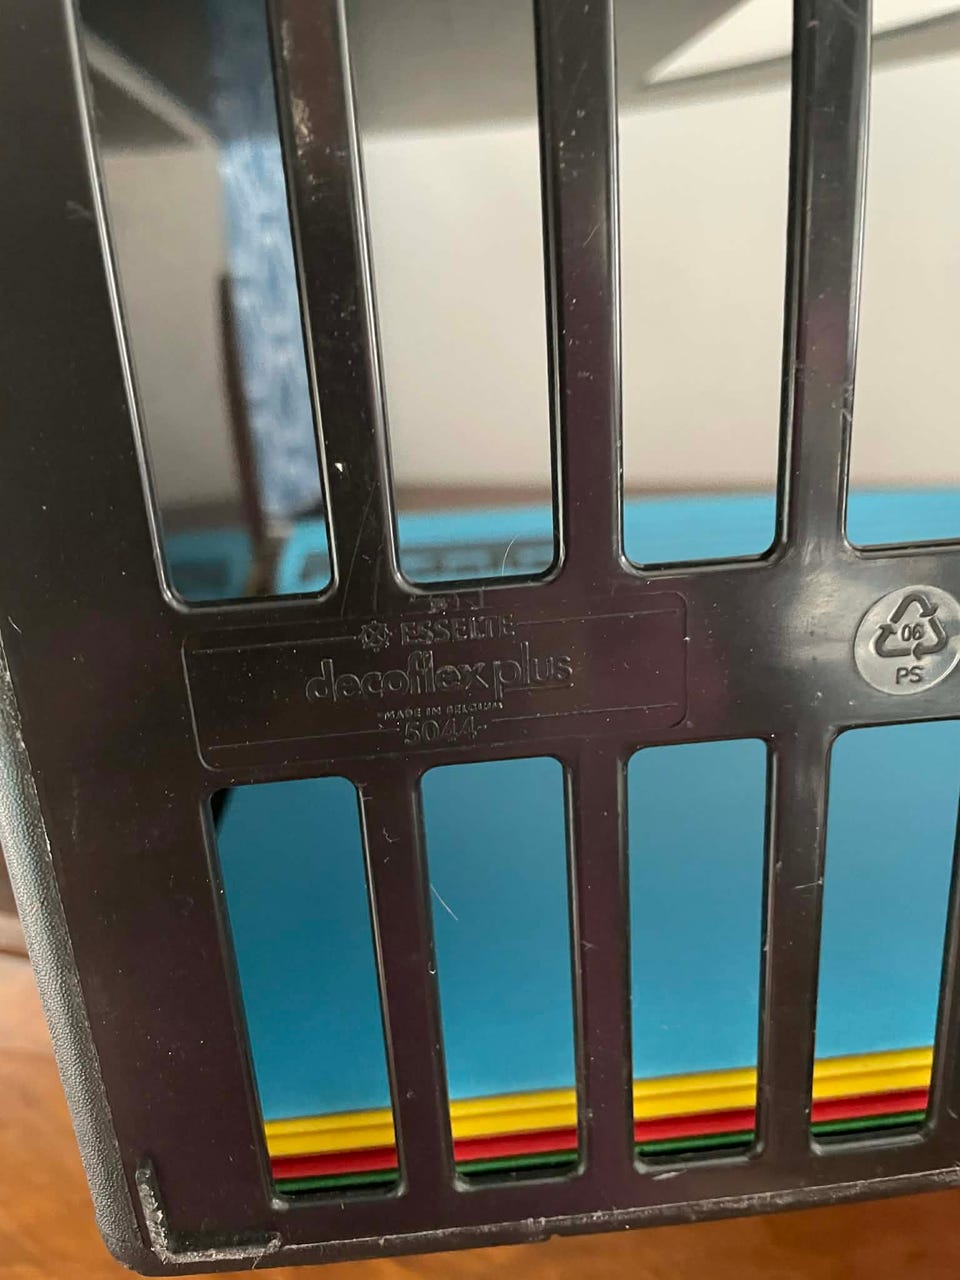 ESSELTE
decoflex plus
MADE IN BELGIUM
5044
06
PS